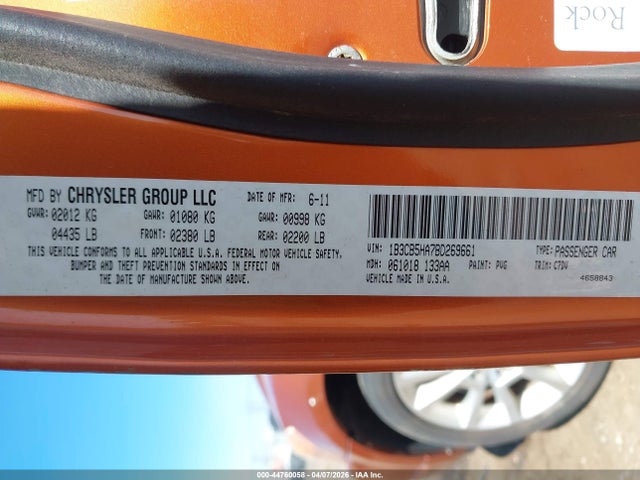 Rock
MFD BY CHRYSLER GROUP LLC DATE OF MFR: 6-11
GVWR: 02012 KG GAWR: 01080 KG GAWR: 00998 KG
04435 LB FRONT: 02380 LB REAR: 02200 LB
THIS VEHICLE CONFORMS TO ALL APPLICABLE U.S.A. FEDERAL MOTOR VEHICLE SAFETY,
BUMPER AND THEFT PREVENTION STANDARDS IN EFFECT ON
THE DATE OF MANUFACTURE SHOWN ABOVE.
VIN: 1B3CB5HA7BD269661 TYPE: PASSENGER CAR
MDH: 061018 133AA PAINT: PVG TRIM: C7DV
VEHICLE MADE IN U.S.A. 4658843
000-44760058 - 04/07/2026 - IAA Inc.